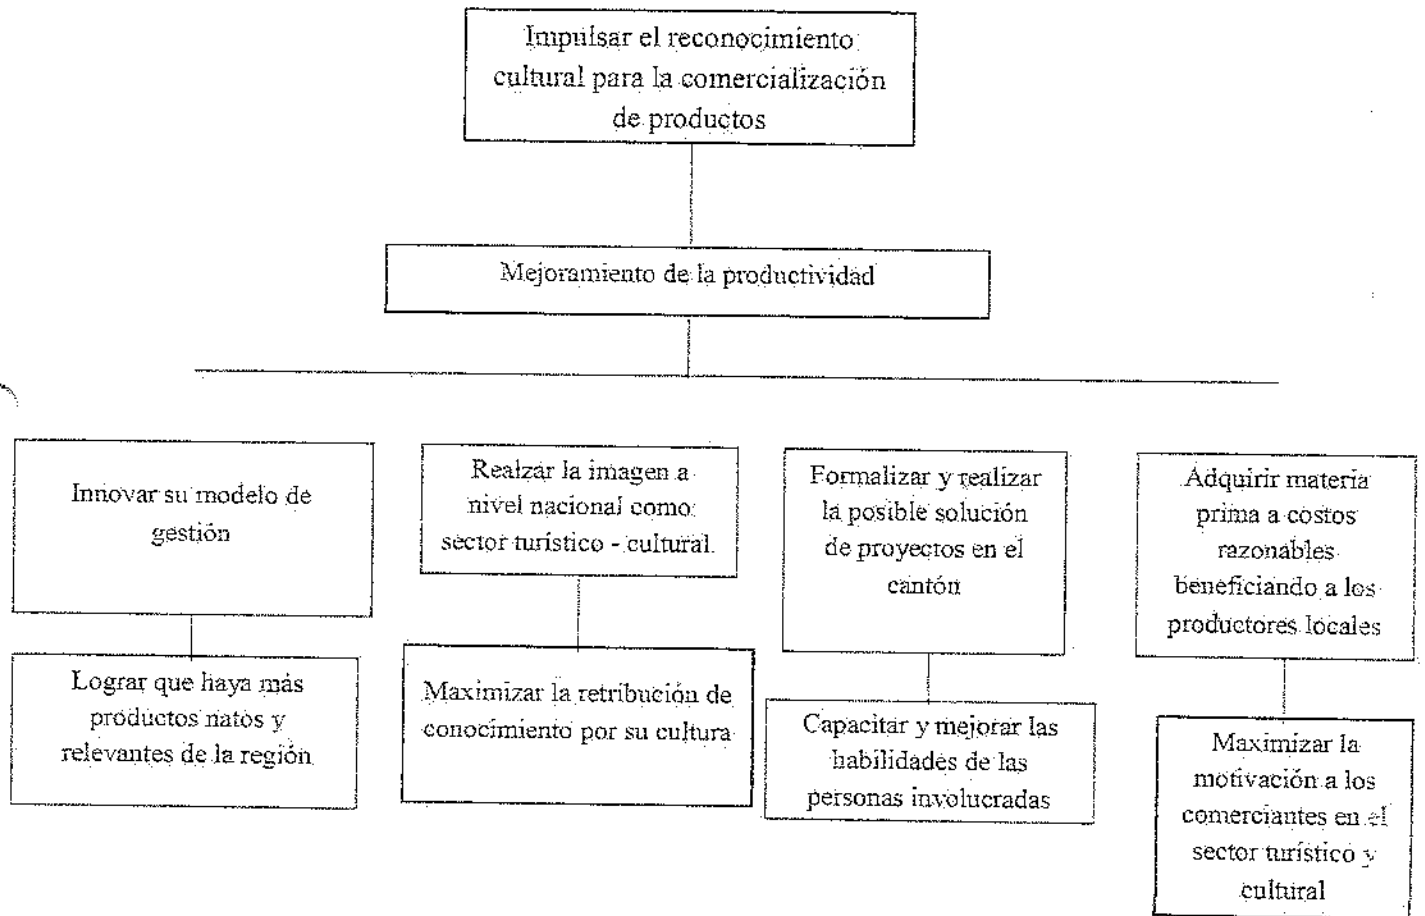 Impulsar el reconocimiento
cultural para la comercialización
de productos
Mejoramiento de la productividad
Innovar su modelo de
gestión
Realzar la imagen a
nivel nacional como
sector turístico - cultural.
Formalizar y realizar
la posible solución
de proyectos en el
cantón
Adquirir materia
prima a costos
razonables
beneficiando a los
productores locales
Lograr que haya más
productos natos y
relevantes de la región
Maximizar la retribución de
conocimiento por su cultura
Capacitar y mejorar las
habilidades de las
personas involucradas
Maximizar la
motivación a los
comerciantes en el
sector turístico y
cultural